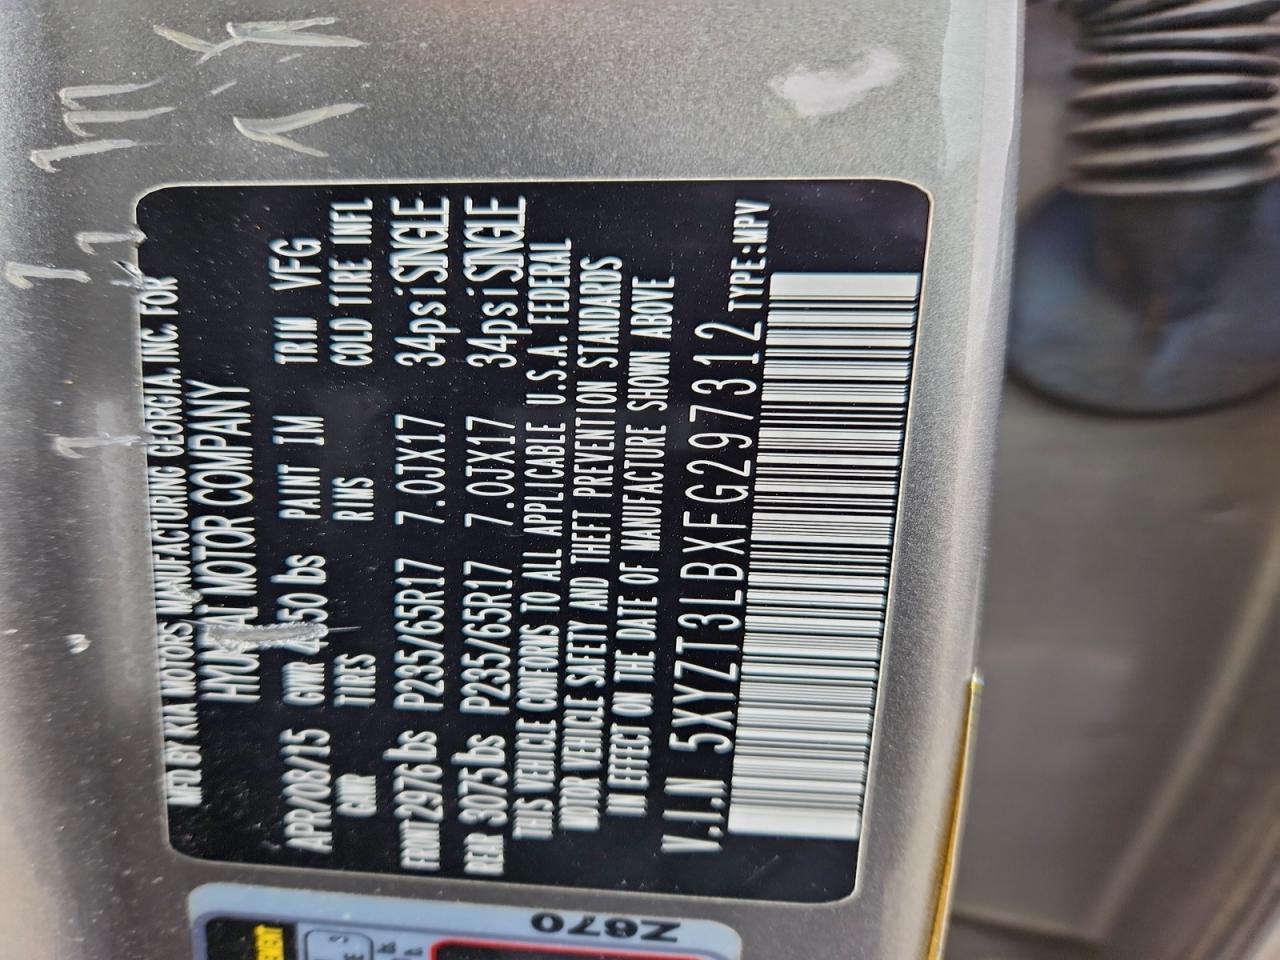 MFD BY KIA MOTORS MANUFACTURING GEORGIA, INC. FOR
MOTOR COMPANY
APR/08/15 GVWR lbs PAINT IM TRIM VFG
GAWR TIRES RIMS COLD TIRE INFL
FRONT 2976 lbs P235/65R17 7.0JX17 34psi SINGLE
REAR 3075 lbs P235/65R17 7.0JX17 34psi SINGLE
THIS VEHICLE CONFORMS TO ALL APPLICABLE U.S.A. FEDERAL
MOTOR VEHICLE SAFETY AND THEFT PREVENTION STANDARDS
IN EFFECT ON THE DATE OF MANUFACTURE SHOWN ABOVE
V.I.N 5XYZT3LBXFG297312 TYPE:MPV
Z670